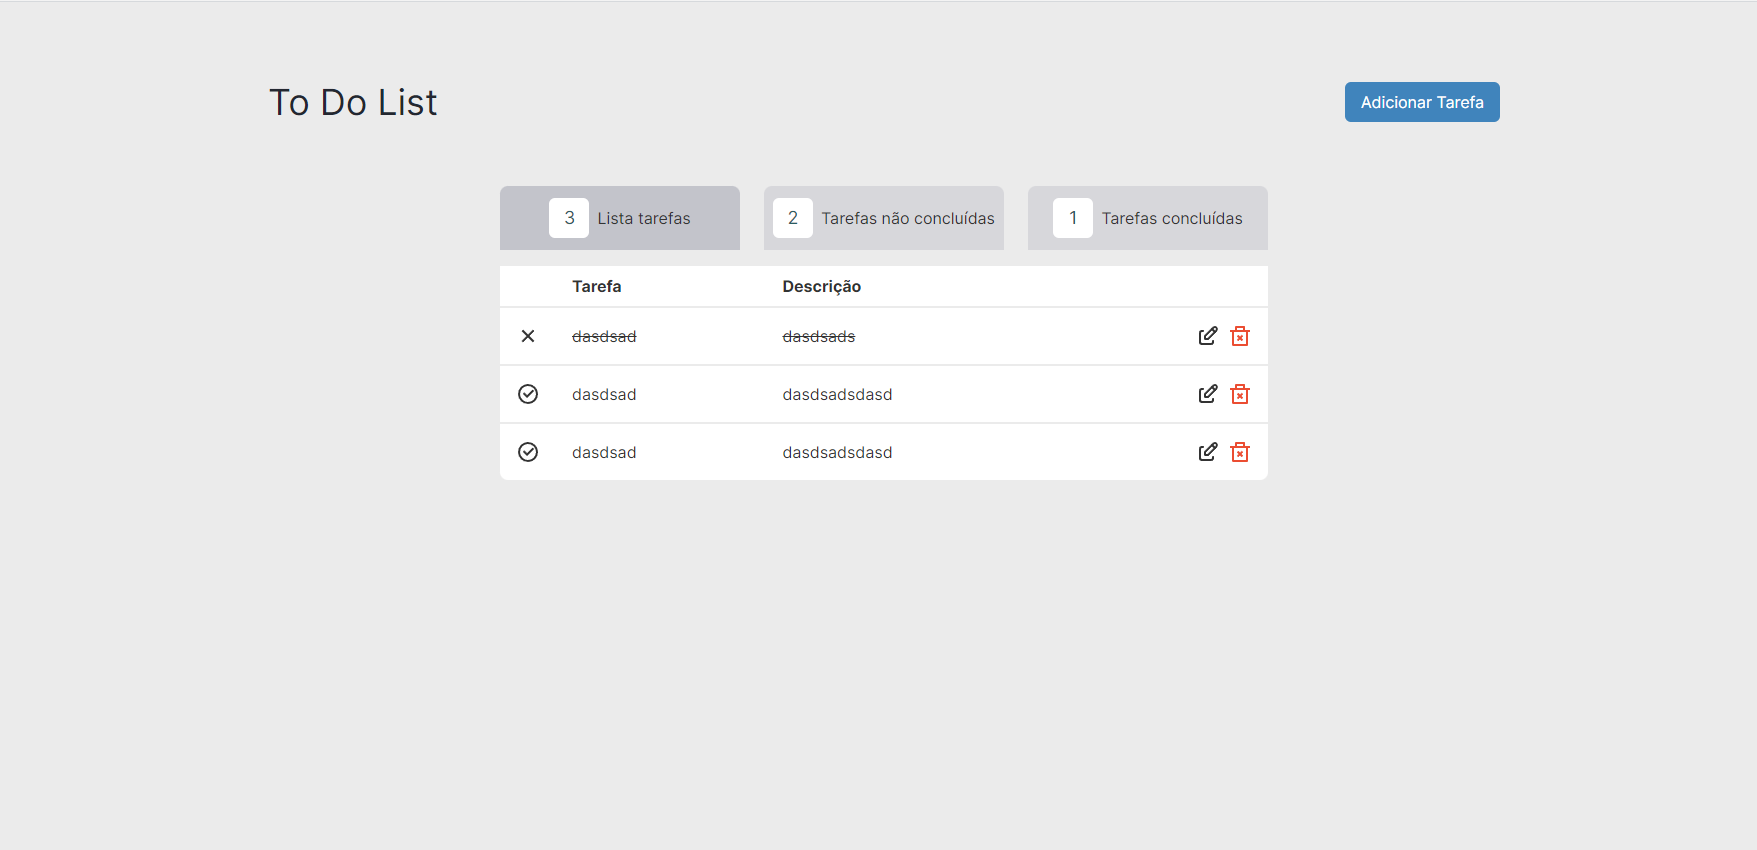 To Do List
Adicionar Tarefa
3 Lista tarefas
2 Tarefas não concluídas
1 Tarefas concluídas
Tarefa Descrição
dasdsad dasdsads
dasdsad dasdsadsdasd
dasdsad dasdsadsdasd